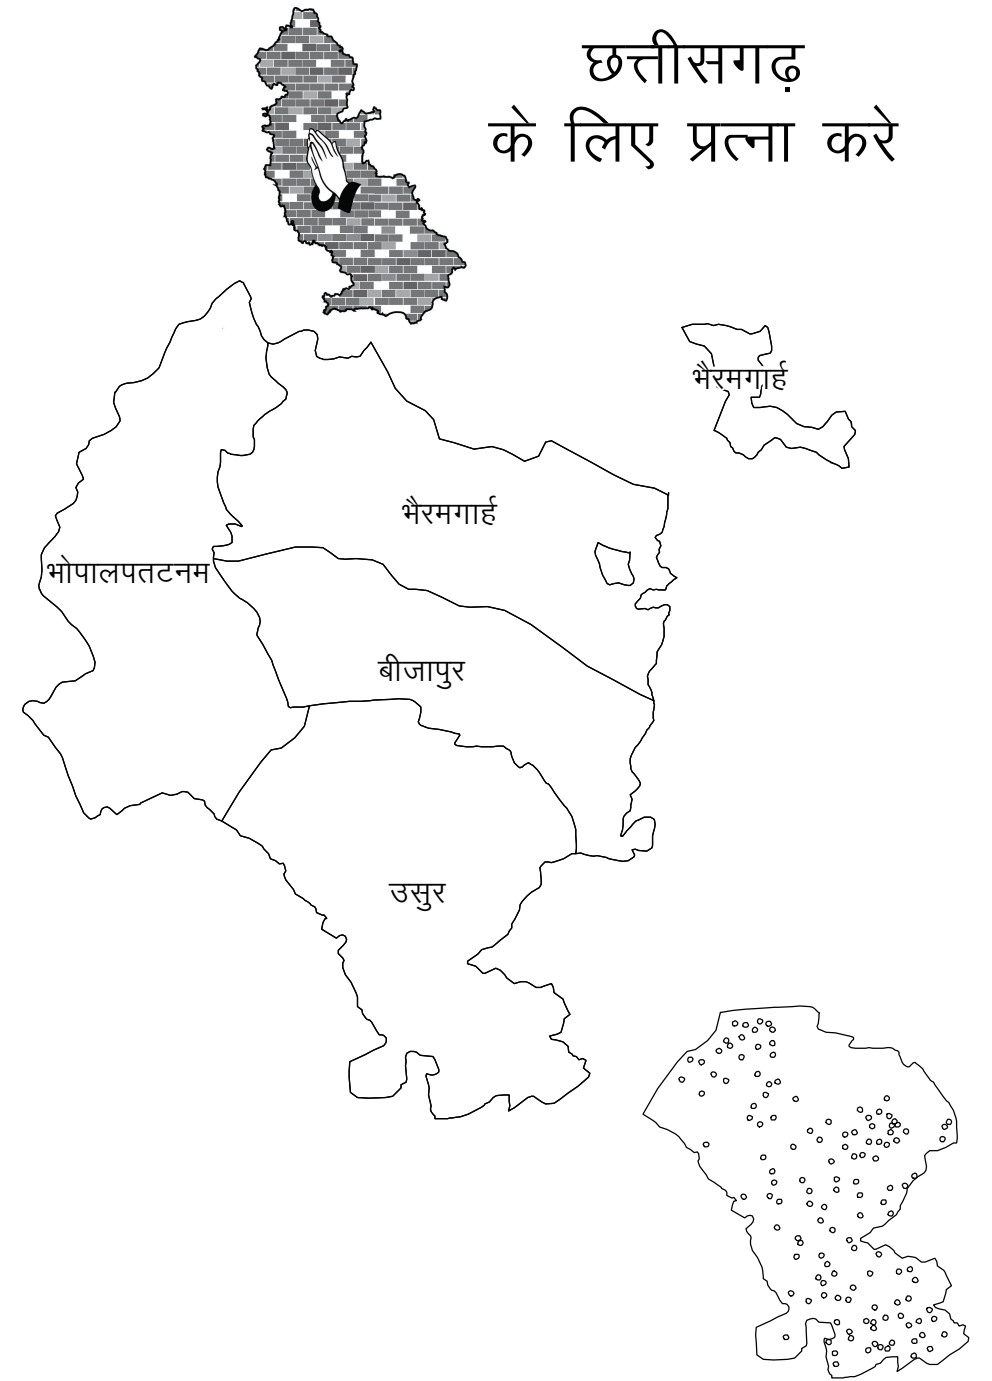 छत्तीसगढ़
के लिए प्रत्ना करे
भैरमगार्ह
भैरमगार्ह
भोपालपतटनम
बीजापुर
उसुर